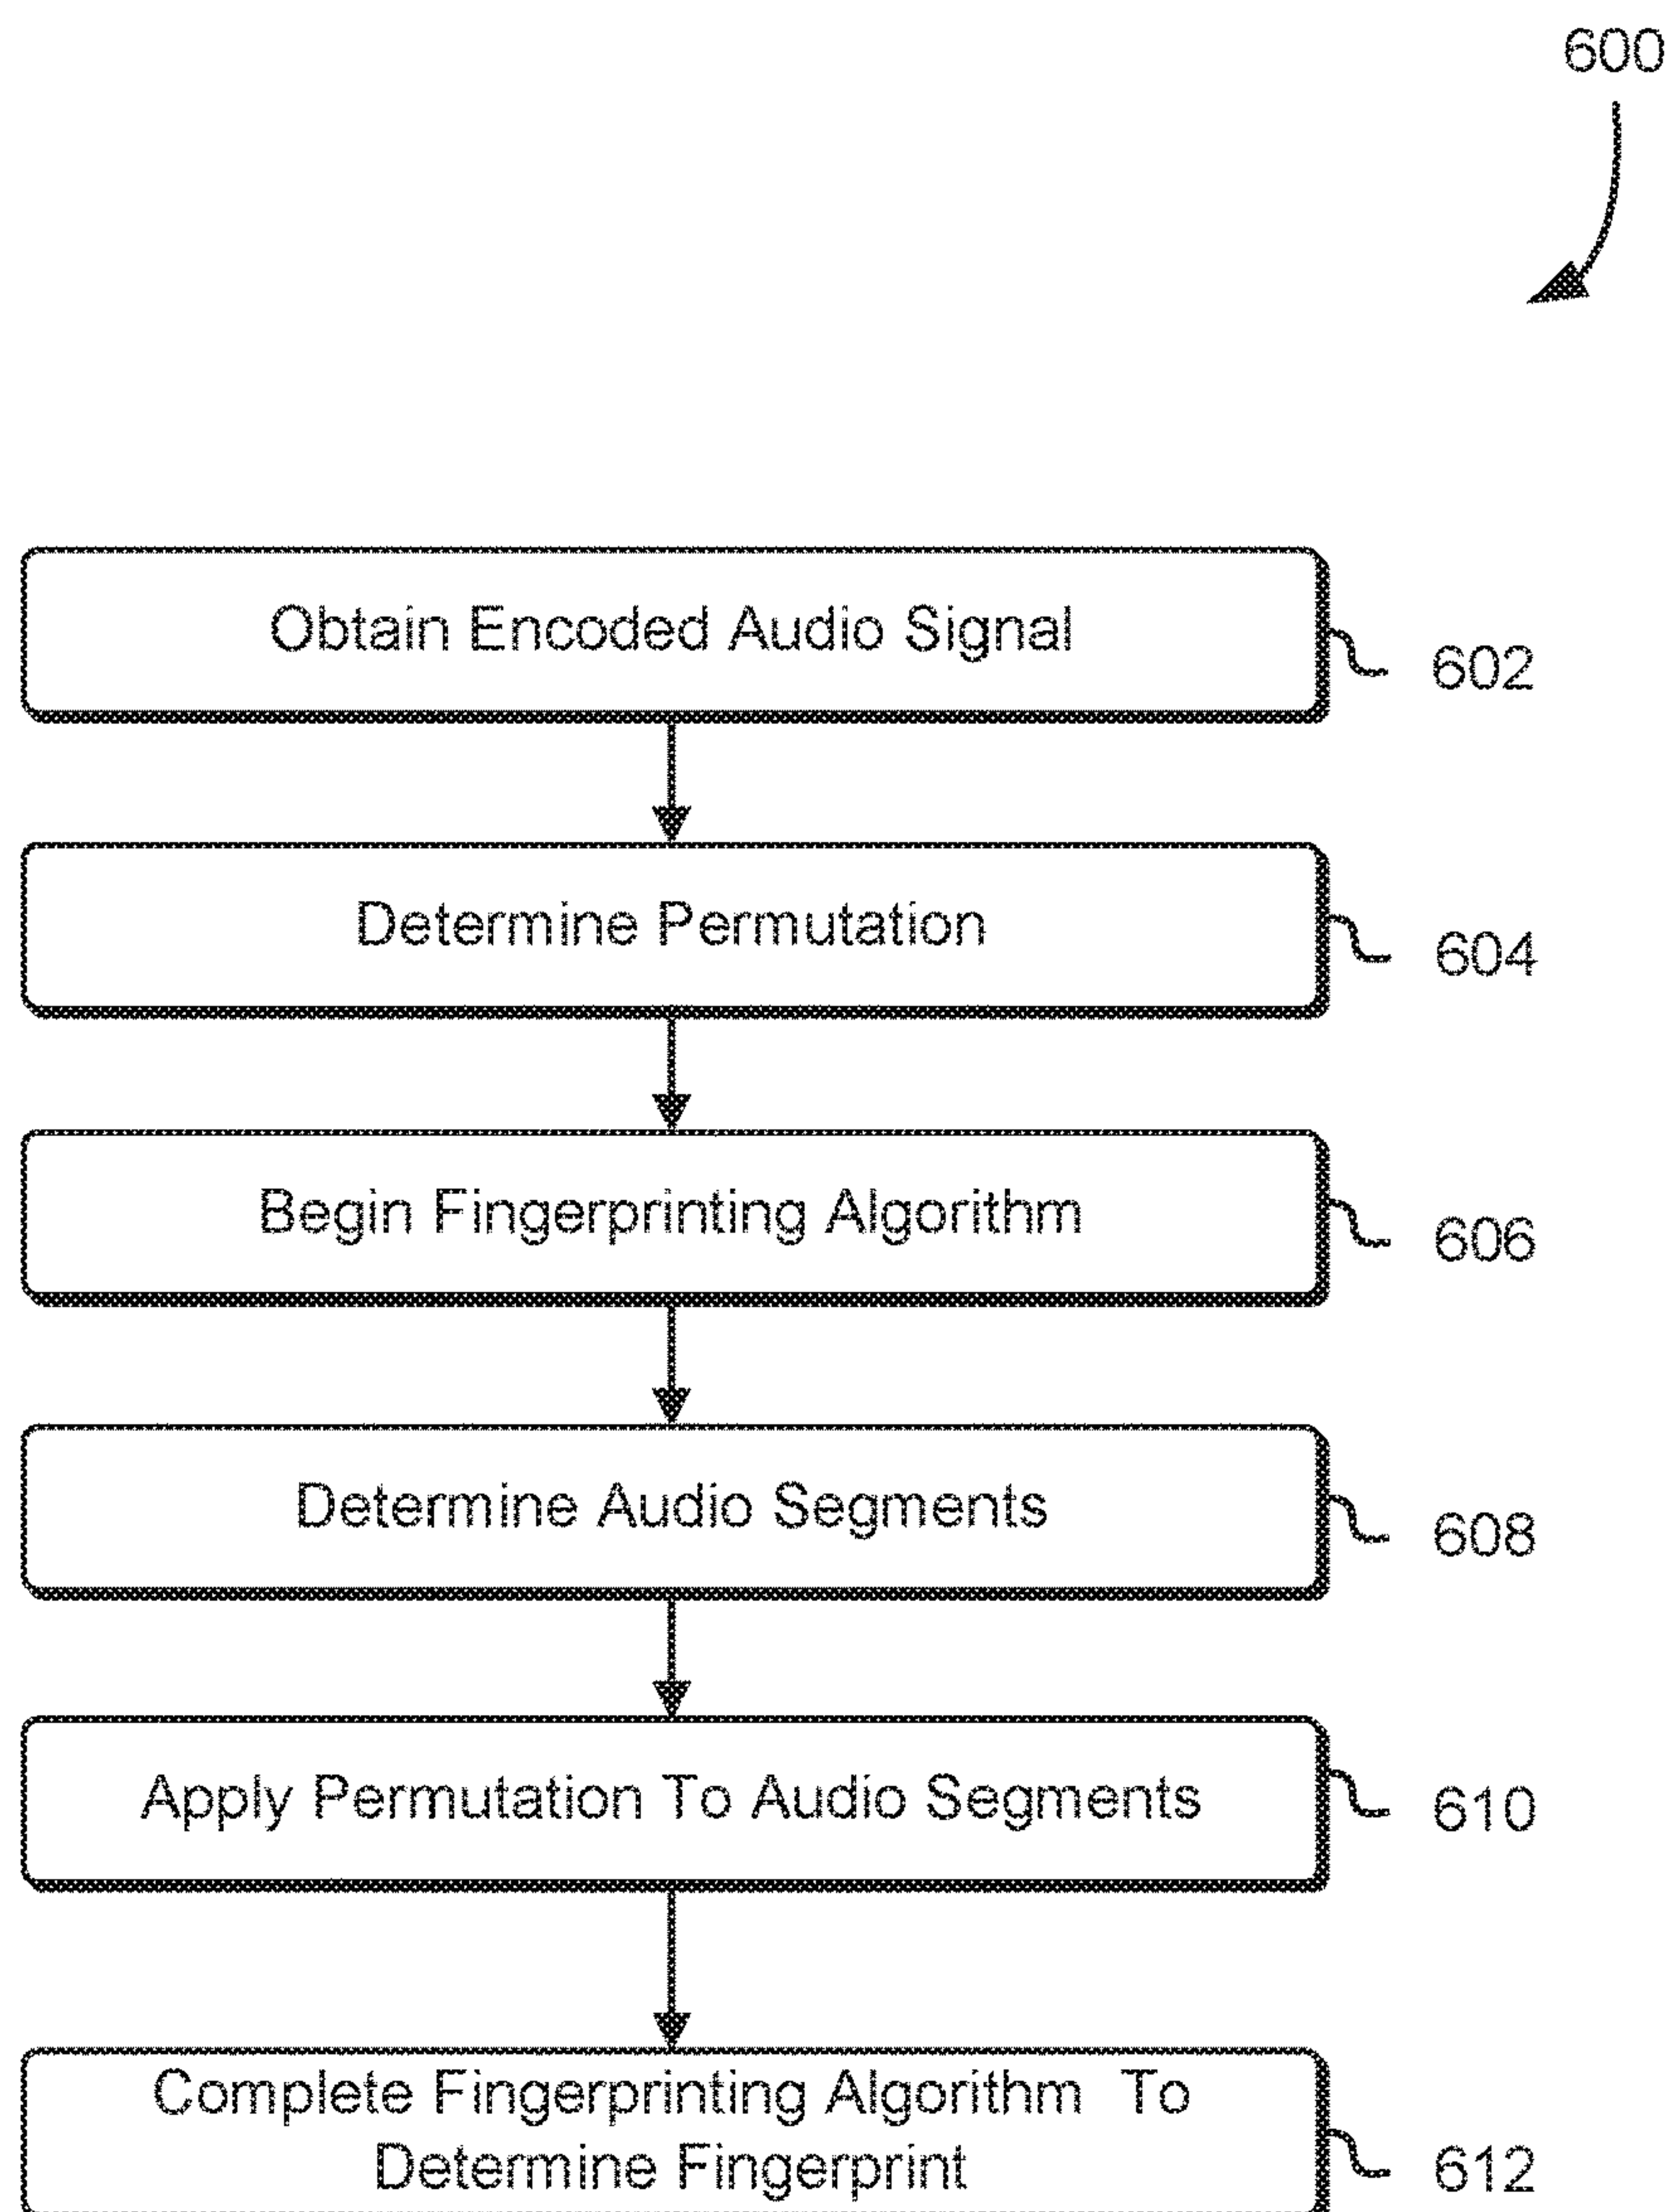 600
Obtain Encoded Audio Signal
602
Determine Permutation
604
Begin Fingerprinting Algorithm
606
Determine Audio Segments
608
Apply Permutation To Audio Segments
610
Complete Fingerprinting Algorithm To
Determine Fingerprint
612